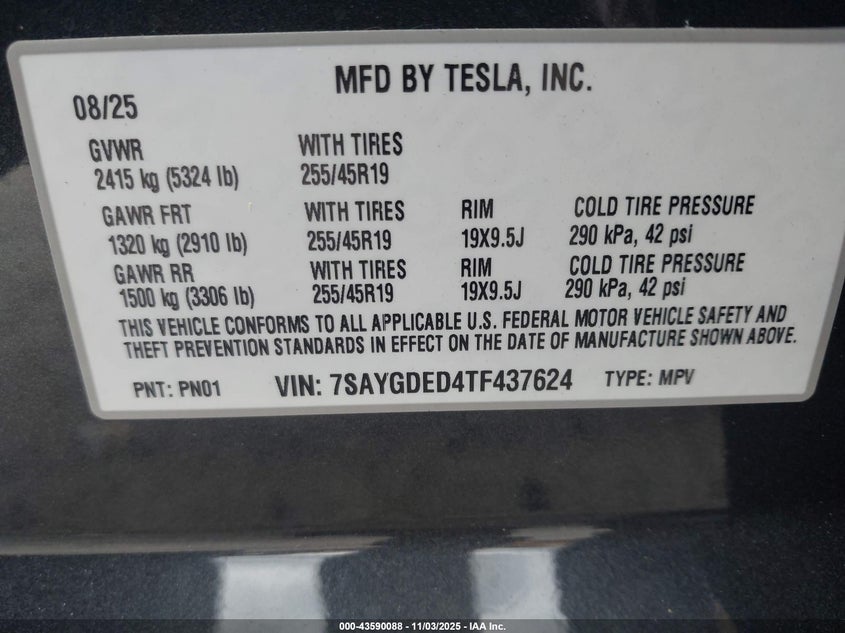 MFD BY TESLA, INC.
08/25
GVWR WITH TIRES
2415 kg (5324 lb) 255/45R19
GAWR FRT WITH TIRES RIM COLD TIRE PRESSURE
1320 kg (2910 lb) 255/45R19 19X9.5J 290 kPa, 42 psi
GAWR RR WITH TIRES RIM COLD TIRE PRESSURE
1500 kg (3306 lb) 255/45R19 19X9.5J 290 kPa, 42 psi
THIS VEHICLE CONFORMS TO ALL APPLICABLE U.S. FEDERAL MOTOR VEHICLE SAFETY AND
THEFT PREVENTION STANDARDS IN EFFECT ON THE DATE OF MANUFACTURE SHOWN ABOVE.
PNT: PN01 VIN: 7SAYGDED4TF437624 TYPE: MPV
000-43590088 - 11/03/2025 - IAA Inc.